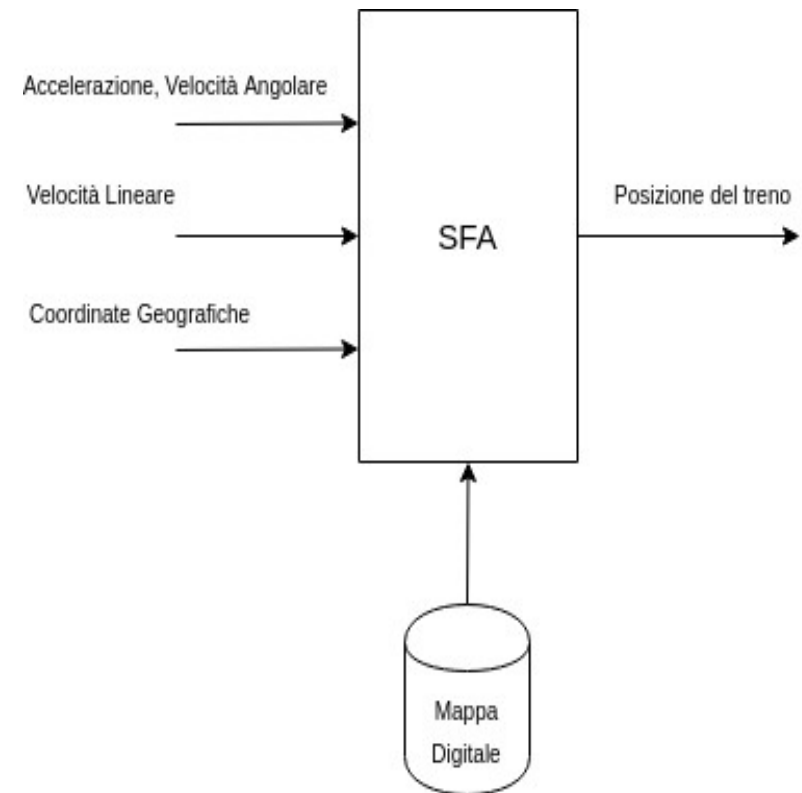 Accelerazione, Velocità Angolare
Velocità Lineare
Posizione del treno
SFA
Coordinate Geografiche
Mappa
Digitale